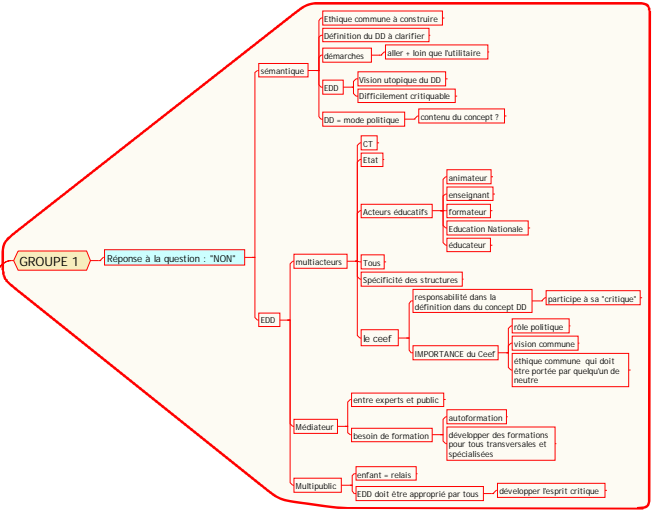 GROUPE 1
Réponse à la question : "NON"
sémantique
Ethique commune à construire
Définition du DD à clarifier
démarches
aller + loin que l'utilitaire
EDD
Vision utopique du DD
Difficilement critiquable
DD = mode politique
contenu du concept ?
EDD
multiacteurs
CT
Etat
Acteurs éducatifs
animateur
enseignant
formateur
Education Nationale
éducateur
Tous
Spécificité des structures
le ceef
responsabilité dans la
définition dans du concept DD
participe à sa "critique"
IMPORTANCE du Ceef
rôle politique
vision commune
éthique commune qui doit
être portée par quelqu'un de
neutre
Médiateur
entre experts et public
besoin de formation
autoformation
développer des formations
pour tous transversales et
spécialisées
Multipublic
enfant = relais
EDD doit être approprié par tous
développer l'esprit critique